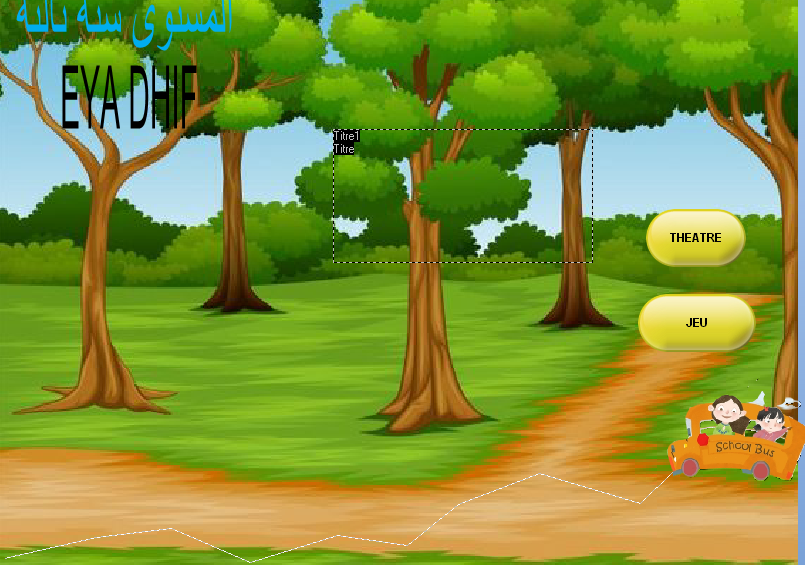 المستوى سنة ثالثة
EYA DHIF
Titre1
Titre
THEATRE
JEU
School Bus